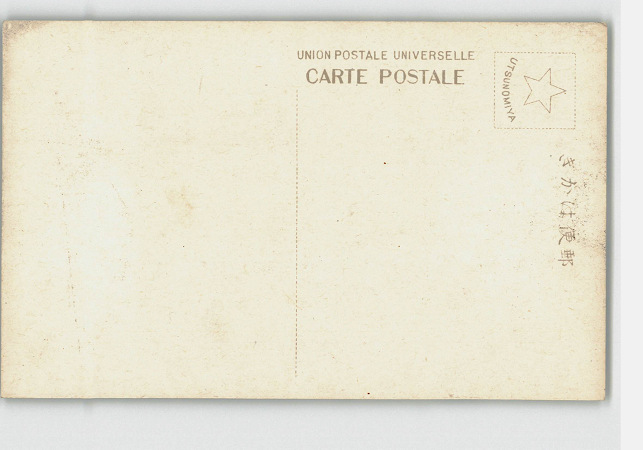 UNION POSTALE UNIVERSELLE
CARTE POSTALE
UTSUNOMIYA
きかは便郵